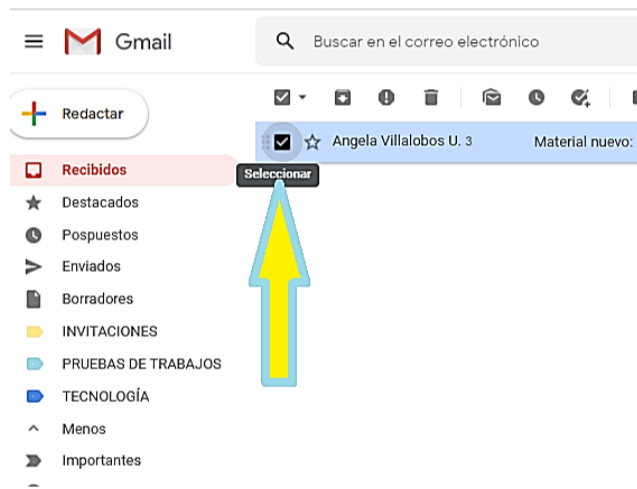 Gmail
Buscar en el correo electrónico
Redactar
Angela Villalobos U. 3 Material nuevo:
Recibidos
Seleccionar
Destacados
Pospuestos
Enviados
Borradores
INVITACIONES
PRUEBAS DE TRABAJOS
TECNOLOGÍA
Menos
Importantes